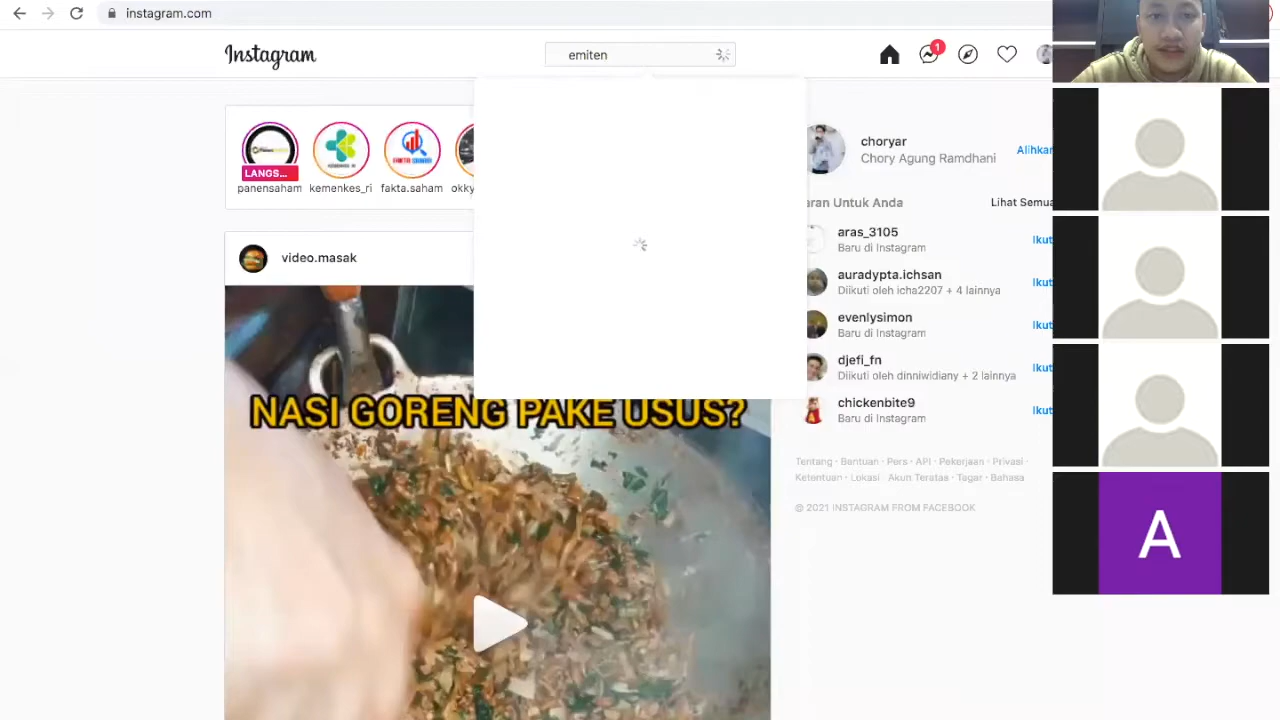 instagram.com
Instagram
emiten
1
LANGS...
panensaham
kemenkes_ri
fakta.saham
okky
video.masak
NASI GORENG PAKE USUS?
choryar
Chory Agung Ramdhani
Alihkan
aran Untuk Anda
Lihat Semua
aras_3105
Baru di Instagram
Ikut
auradypta.ichsan
Diikuti oleh icha2207 + 4 lainnya
Ikut
evenlysimon
Baru di Instagram
Ikut
djefi_fn
Diikuti oleh dinniwidiany + 2 lainnya
Ikut
chickenbite9
Baru di Instagram
Ikut
Tentang · Bantuan · Pers · API · Pekerjaan · Privasi ·
Ketentuan · Lokasi · Akun Teratas · Tagar · Bahasa
© 2021 INSTAGRAM FROM FACEBOOK
A